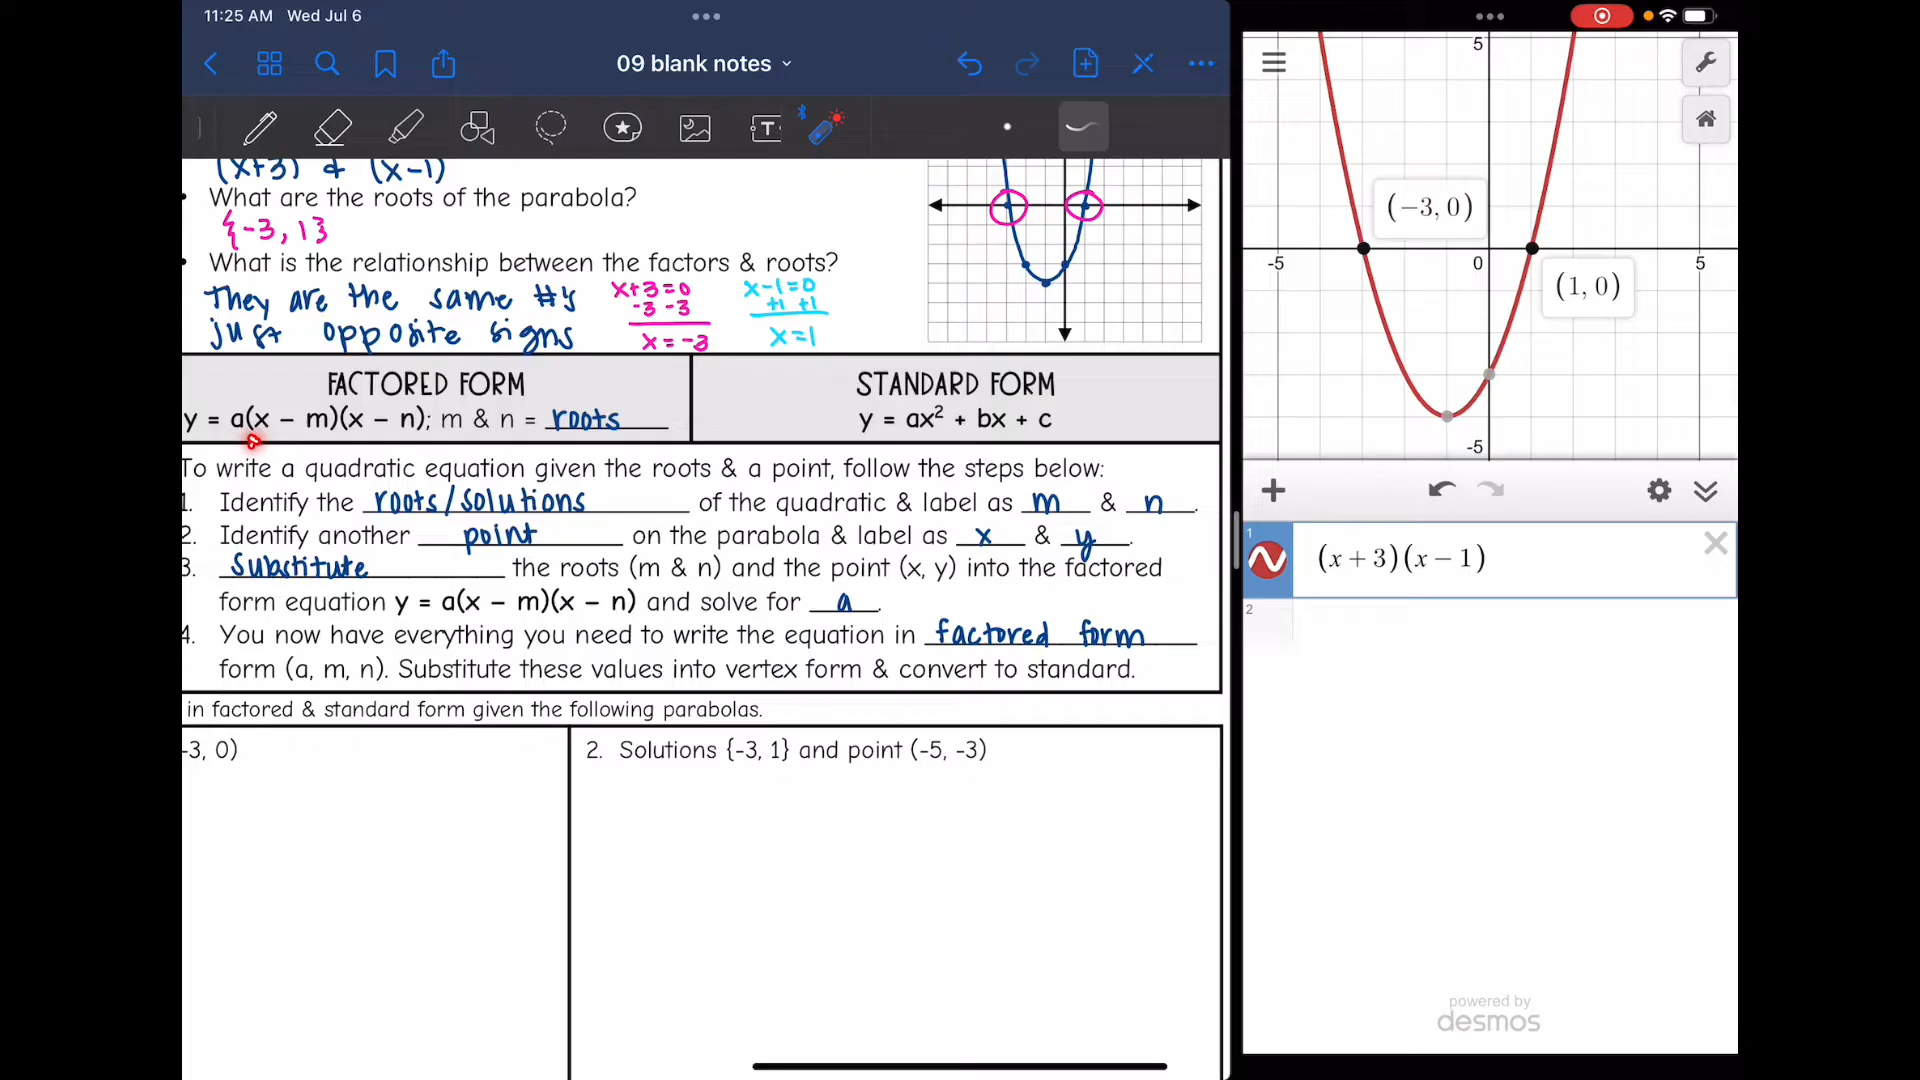 11:25 AM Wed Jul 6
09 blank notes
(x+3) & (x-1)
• What are the roots of the parabola?
{-3, 1}
• What is the relationship between the factors & roots?
They are the same #'s
just opposite signs
x+3=0
-3 -3
x=-3
x-1=0
+1 +1
x=1
FACTORED FORM
y = a(x - m)(x - n); m & n = roots
STANDARD FORM
y = ax² + bx + c
To write a quadratic equation given the roots & a point, follow the steps below:
1. Identify the roots/solutions of the quadratic & label as m & n.
2. Identify another point on the parabola & label as x & y.
3. Substitute the roots (m & n) and the point (x, y) into the factored
form equation y = a(x - m)(x - n) and solve for a.
4. You now have everything you need to write the equation in factored form
form (a, m, n). Substitute these values into vertex form & convert to standard.
in factored & standard form given the following parabolas.
-3, 0)
2. Solutions {-3, 1} and point (-5, -3)
5
(-3, 0)
-5 0 5
(1, 0)
-5
1
(x + 3)(x - 1)
2
powered by
desmos